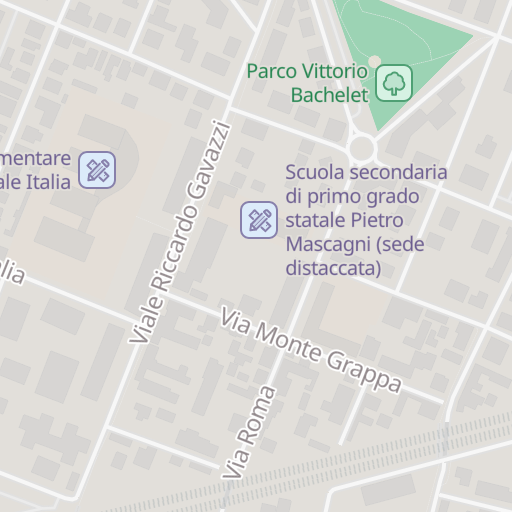 Parco Vittorio
Bachelet
mentare
ale Italia
Scuola secondaria
di primo grado
statale Pietro
Mascagni (sede
distaccata)
Viale Riccardo Gavazzi
alia
Via Monte Grappa
Via Roma